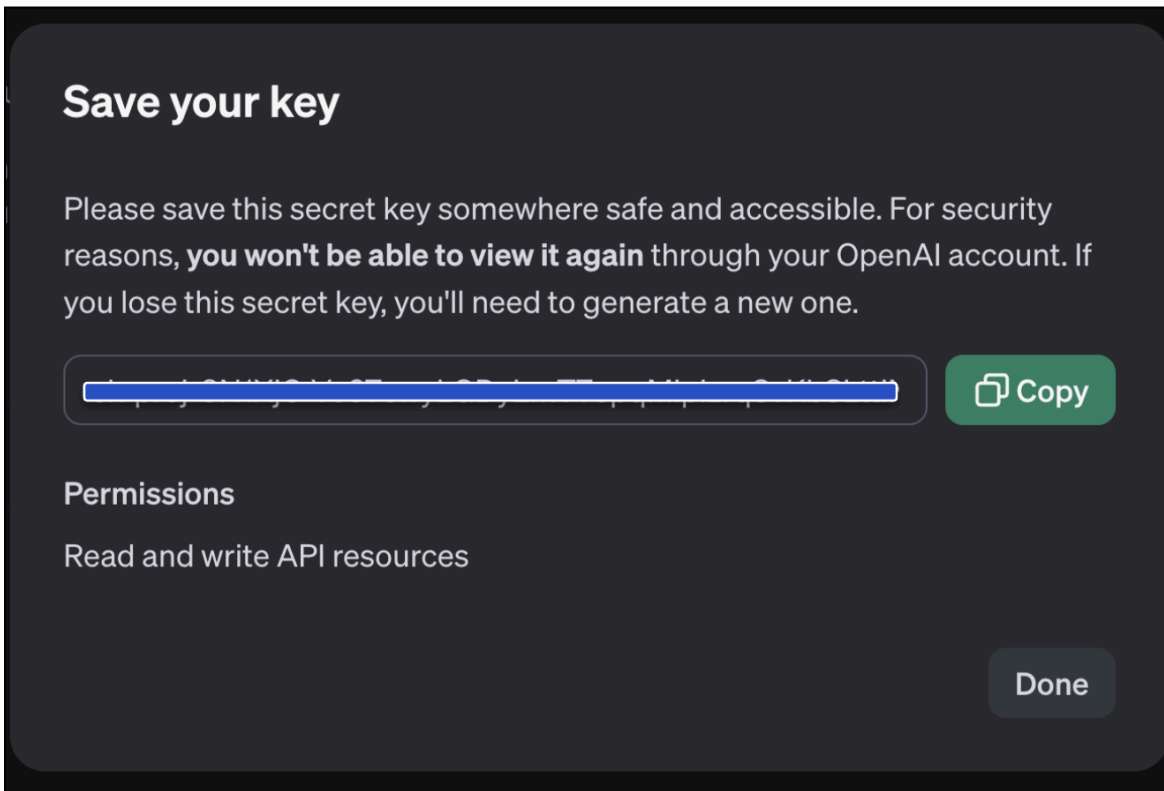 Save your key
Please save this secret key somewhere safe and accessible. For security
reasons, you won't be able to view it again through your OpenAI account. If
you lose this secret key, you'll need to generate a new one.
Copy
Permissions
Read and write API resources
Done